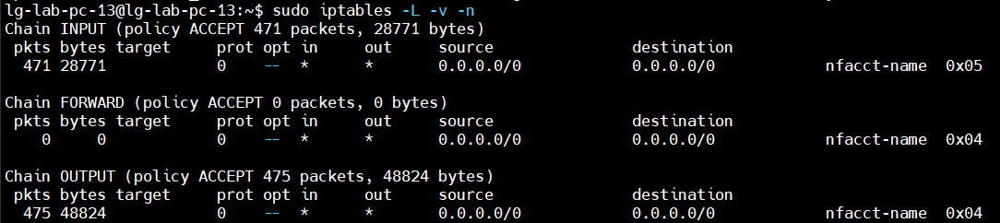 lg-lab-pc-13@lg-lab-pc-13:~$ sudo iptables -L -v -n
Chain INPUT (policy ACCEPT 471 packets, 28771 bytes)
pkts bytes target prot opt in out source destination
471 28771 0 -- * * 0.0.0.0/0 0.0.0.0/0 nfacct-name 0x05
Chain FORWARD (policy ACCEPT 0 packets, 0 bytes)
pkts bytes target prot opt in out source destination
0 0 0 -- * * 0.0.0.0/0 0.0.0.0/0 nfacct-name 0x04
Chain OUTPUT (policy ACCEPT 475 packets, 48824 bytes)
pkts bytes target prot opt in out source destination
475 48824 0 -- * * 0.0.0.0/0 0.0.0.0/0 nfacct-name 0x04